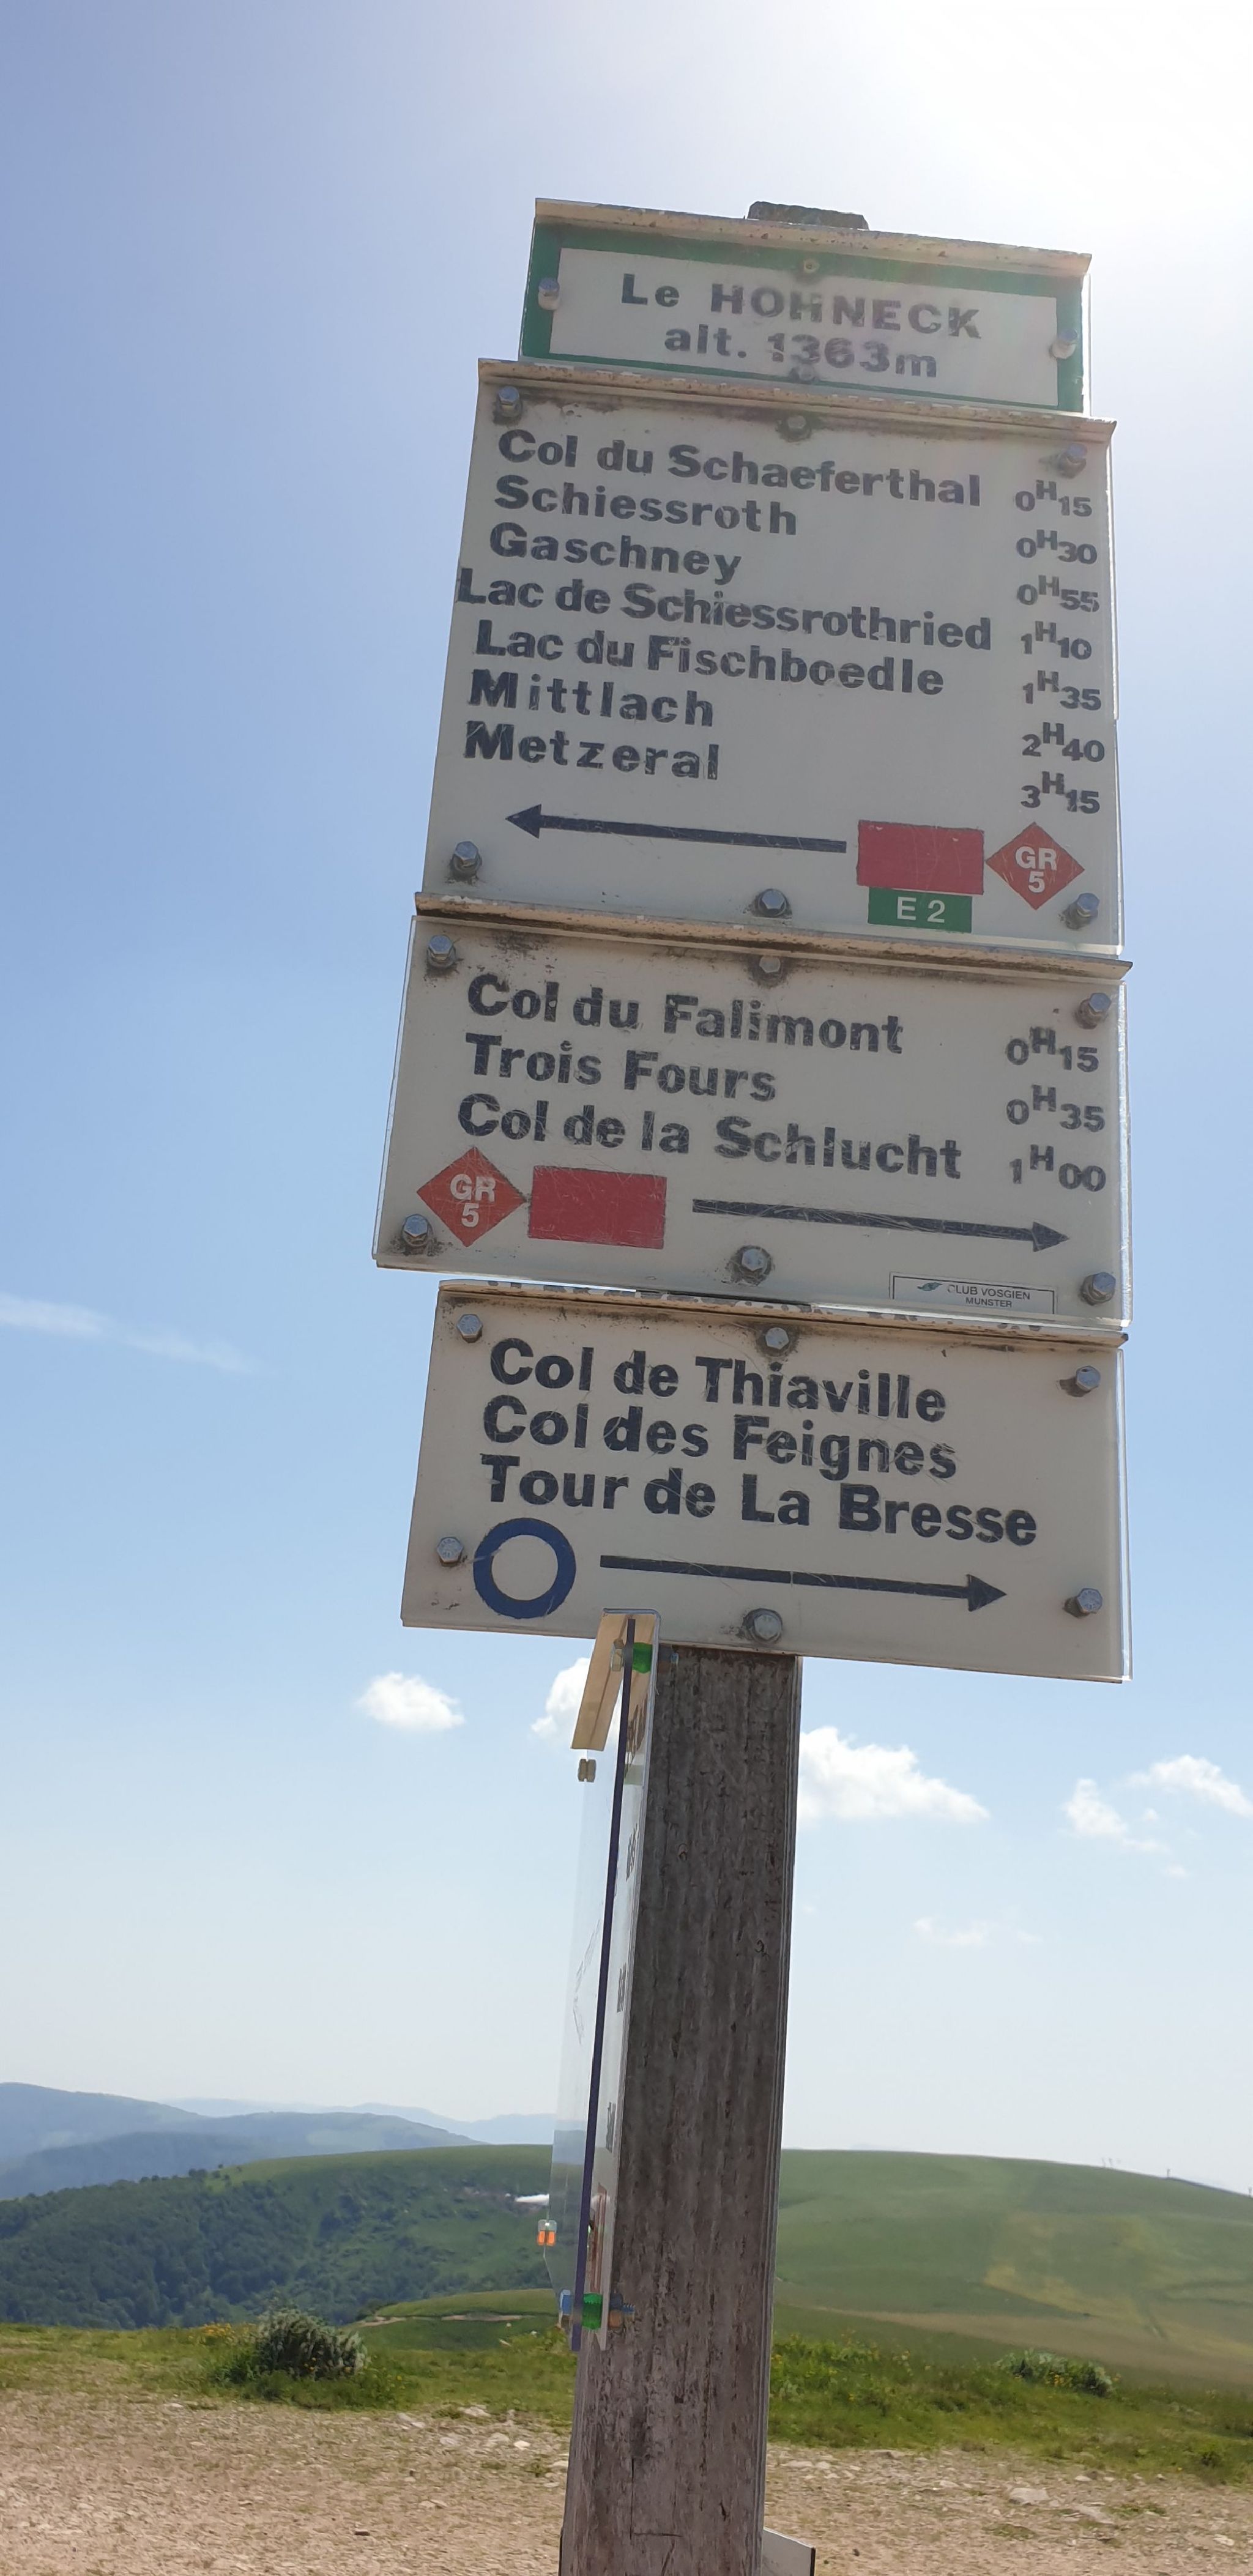 Le HOHNECK
alt. 1363m
Col du Schaeferthal 0H15
Schiessroth 0H30
Gaschney 0H55
Lac de Schiessrothried 1H10
Lac du Fischboedle 1H35
Mittlach 2H40
Metzeral 3H15
GR
5
E 2
Col du Falimont 0H15
Trois Fours 0H35
Col de la Schlucht 1H00
GR
5
CLUB VOSGIEN
MUNSTER
Col de Thiaville
Col des Feignes
Tour de La Bresse